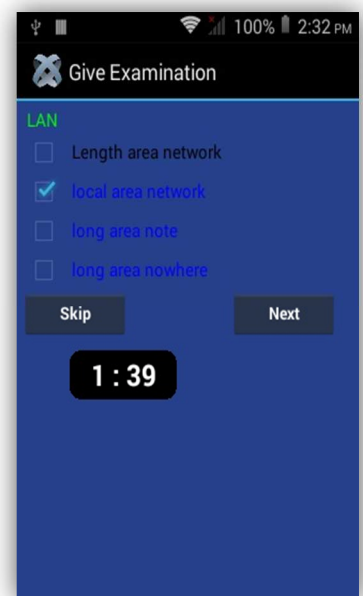 100% 2:32 PM
Give Examination
LAN
Length area network
local area network
long area note
long area nowhere
Skip Next
1 : 39